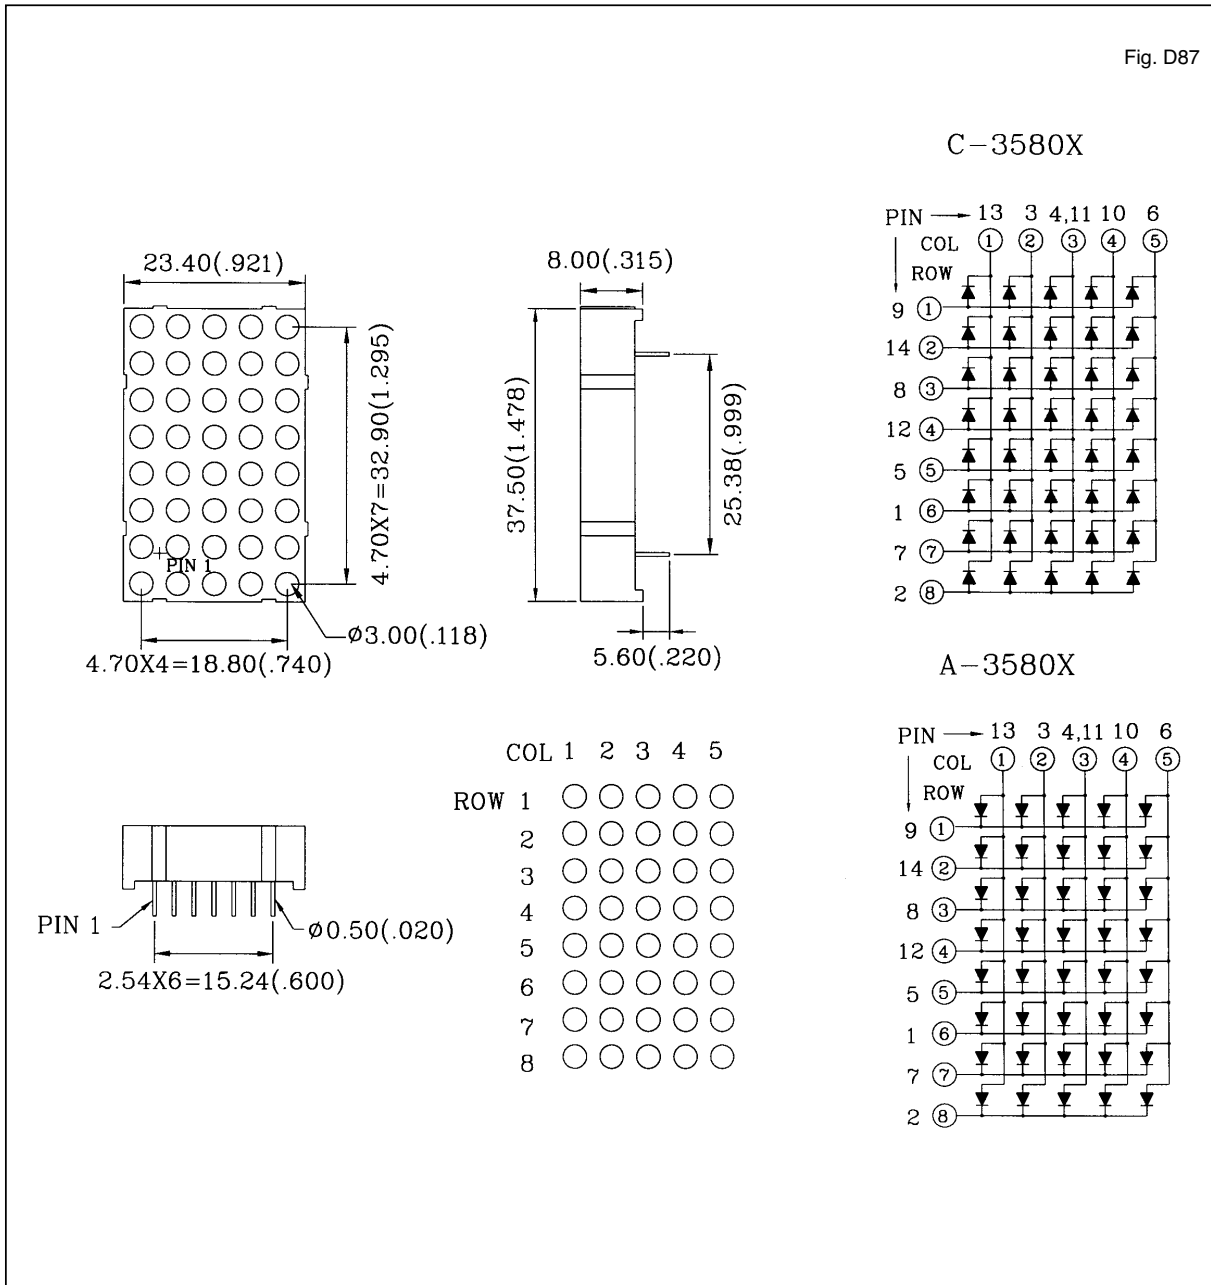 Fig. D87
C-3580X
PIN 13 3 4,11 10 6
COL 1 2 3 4 5
ROW
9 1
14 2
8 3
12 4
5 5
1 6
7 7
2 8
23.40(.921)
4.70X7=32.90(1.295)
PIN 1
ø3.00(.118)
4.70X4=18.80(.740)
8.00(.315)
37.50(1.478)
25.38(.999)
5.60(.220)
A-3580X
PIN 13 3 4,11 10 6
COL 1 2 3 4 5
ROW
9 1
14 2
8 3
12 4
5 5
1 6
7 7
2 8
PIN 1
ø0.50(.020)
2.54X6=15.24(.600)
COL 1 2 3 4 5
ROW 1
2
3
4
5
6
7
8